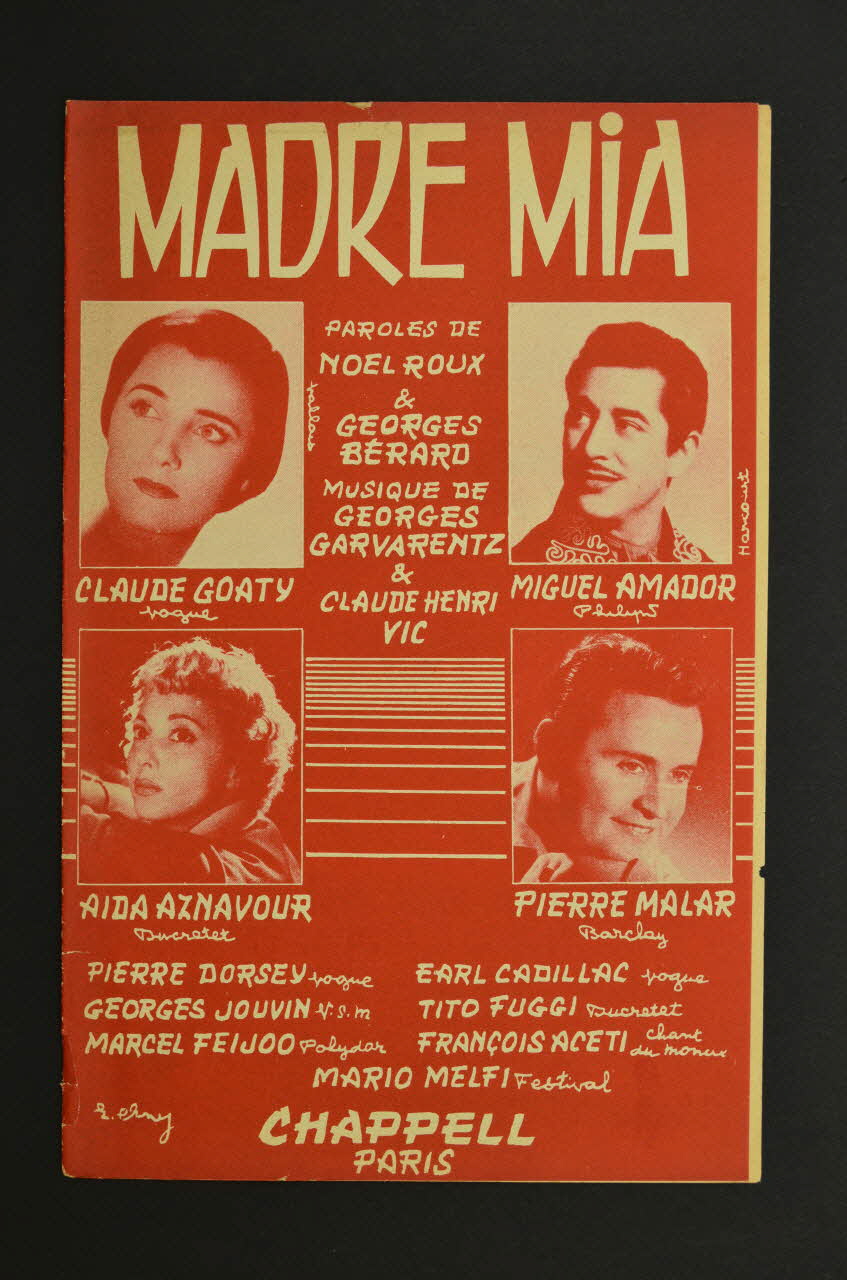 MADRE MiA
PAROLES DE
NOEL ROUX
&
GEORGES
BÉRARD
MUSIQUE DE
GEORGES
GARVARENTZ
&
CLAUDE HENRI
VIC
Harcourt
CLAUDE GOATY
Vogue
MIGUEL AMADOR
Philips
AIDA AZNAVOUR
Ducretet
PIERRE MALAR
Barclay
PIERRE DORSEY Vogue
EARL CADILLAC Vogue
GEORGES JOUVIN V.S.M
TITO FUGGI Ducretet
MARCEL FEIJOO Polydor
FRANÇOIS ACETI chant
du monde
MARIO MELFI Festival
CHAPPELL
PARIS